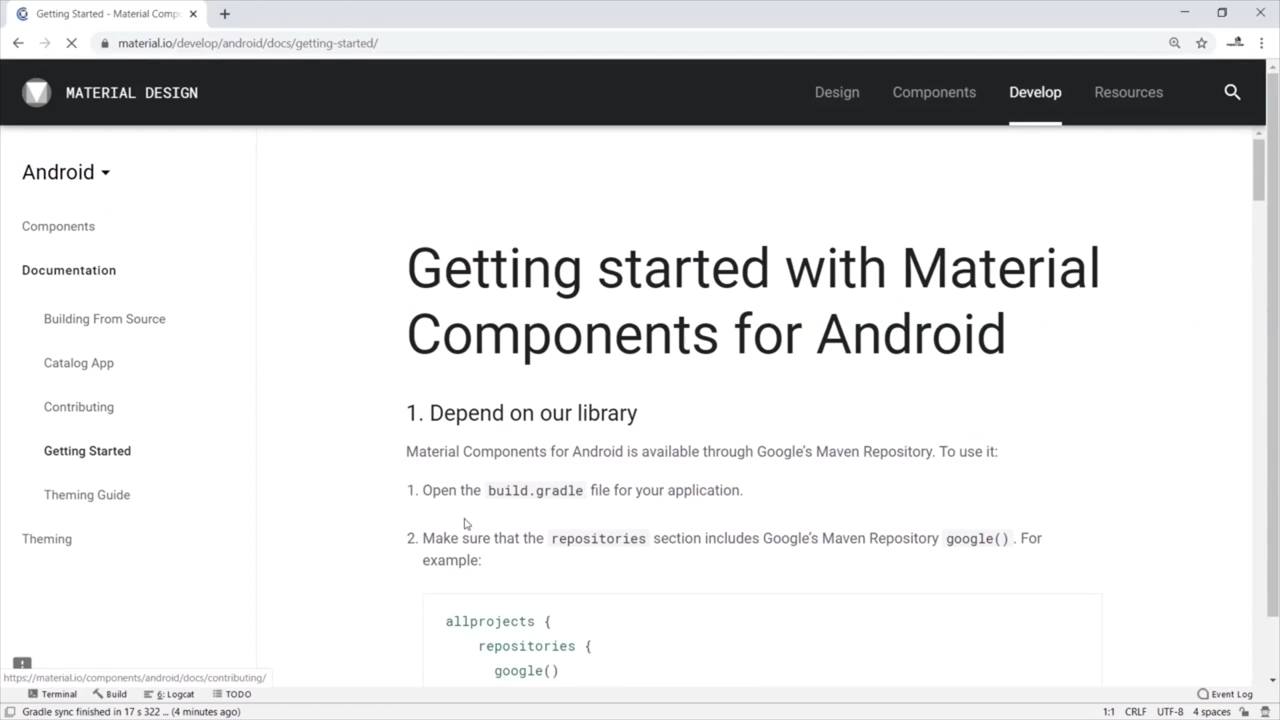 Getting Started - Material Compo
material.io/develop/android/docs/getting-started/
MATERIAL DESIGN
Design
Components
Develop
Resources
Android
Components
Documentation
Building From Source
Catalog App
Contributing
Getting Started
Theming Guide
Theming
Getting started with Material
Components for Android
1. Depend on our library
Material Components for Android is available through Google’s Maven Repository. To use it:
1. Open the build.gradle file for your application.
2. Make sure that the repositories section includes Google’s Maven Repository google(). For
example:
allprojects {
repositories {
google()
https://material.io/components/android/docs/contributing/
Terminal
Build
6: Logcat
TODO
Event Log
Gradle sync finished in 17 s 322 ... (4 minutes ago)
1:1
CRLF
UTF-8
4 spaces